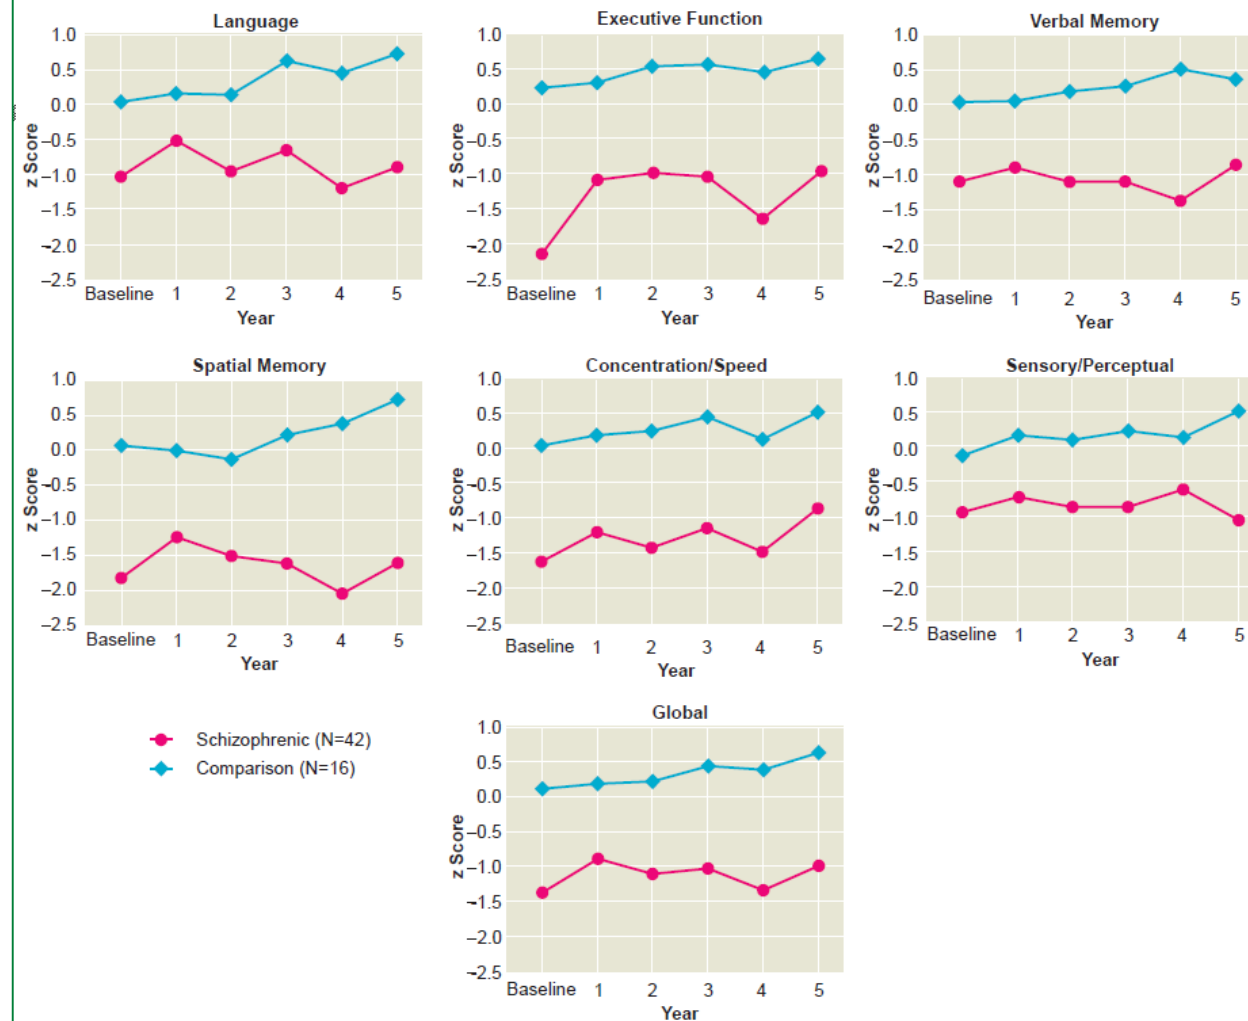 Language
1.0
0.5
0.0
–0.5
–1.0
–1.5
–2.0
–2.5
z Score
Baseline 1 2 3 4 5
Year
Executive Function
1.0
0.5
0.0
–0.5
–1.0
–1.5
–2.0
–2.5
z Score
Baseline 1 2 3 4 5
Year
Verbal Memory
1.0
0.5
0.0
–0.5
–1.0
–1.5
–2.0
–2.5
z Score
Baseline 1 2 3 4 5
Year
Spatial Memory
1.0
0.5
0.0
–0.5
–1.0
–1.5
–2.0
–2.5
z Score
Baseline 1 2 3 4 5
Year
Concentration/Speed
1.0
0.5
0.0
–0.5
–1.0
–1.5
–2.0
–2.5
z Score
Baseline 1 2 3 4 5
Year
Sensory/Perceptual
1.0
0.5
0.0
–0.5
–1.0
–1.5
–2.0
–2.5
z Score
Baseline 1 2 3 4 5
Year
Schizophrenic (N=42)
Comparison (N=16)
Global
1.0
0.5
0.0
–0.5
–1.0
–1.5
–2.0
–2.5
z Score
Baseline 1 2 3 4 5
Year